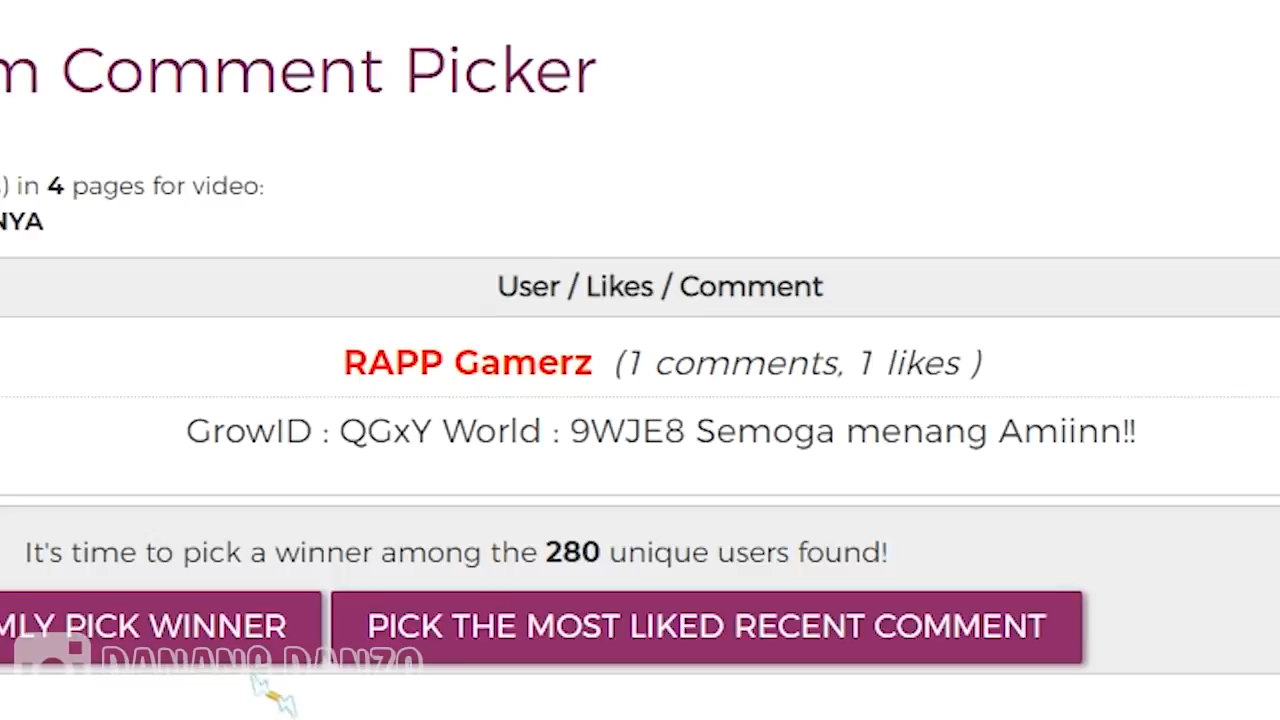 m Comment Picker
) in 4 pages for video:
NYA
User / Likes / Comment
RAPP Gamerz (1 comments, 1 likes )
GrowID : QGxY World : 9WJE8 Semoga menang Amiinn!!
It's time to pick a winner among the 280 unique users found!
MLY PICK WINNER
PICK THE MOST LIKED RECENT COMMENT
DANANG DANZO